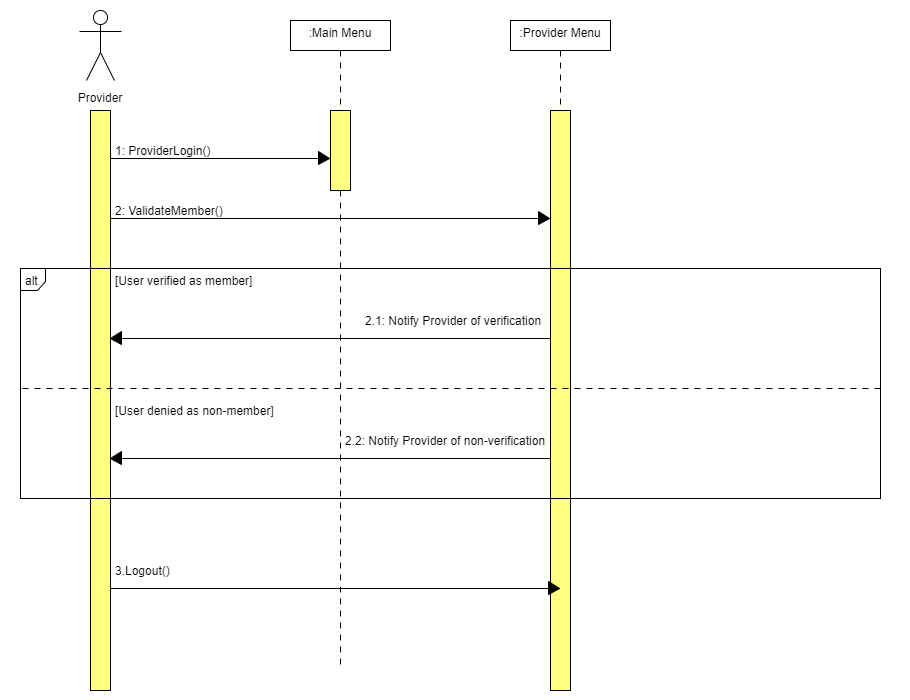 :Main Menu
:Provider Menu
Provider
1: ProviderLogin()
2: ValidateMember()
alt
[User verified as member]
2.1: Notify Provider of verification
[User denied as non-member]
2.2: Notify Provider of non-verification
3.Logout()